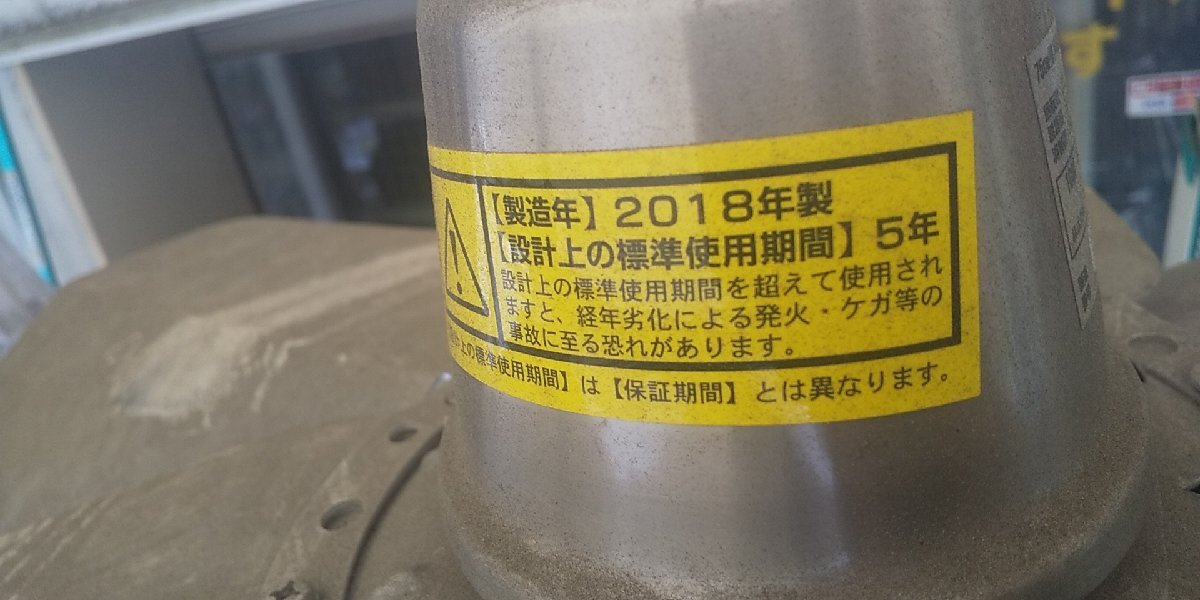 【製造年】2018年製
【設計上の標準使用期間】5年
設計上の標準使用期間を超えて使用され
ますと、経年劣化による発火・ケガ等の
事故に至る恐れがあります。
上の標準使用期間】は【保証期間】とは異なります。
す